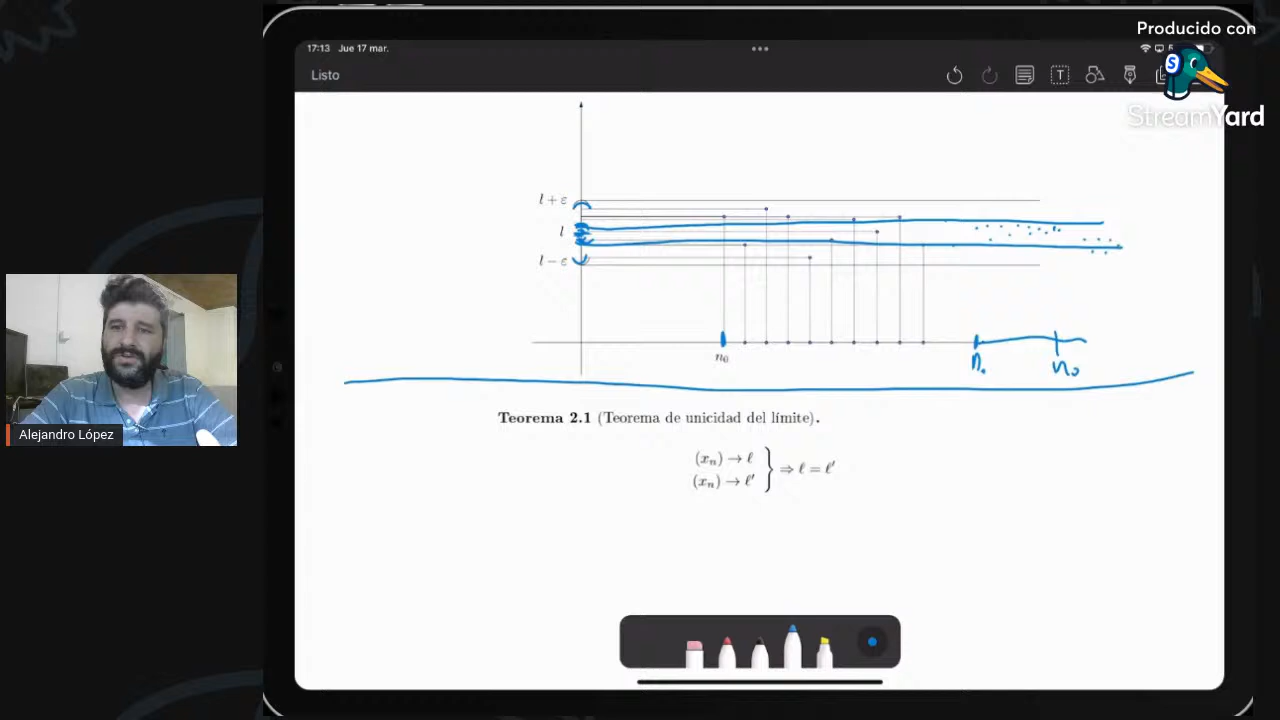 Producido con
StreamYard
17:13 Jue 17 mar.
Listo
T
l + ε
l
l − ε
n₀
n₀
n₀
Teorema 2.1 (Teorema de unicidad del límite).
(xₙ) → ℓ
(xₙ) → ℓ′ } ⇒ ℓ = ℓ′
Alejandro López